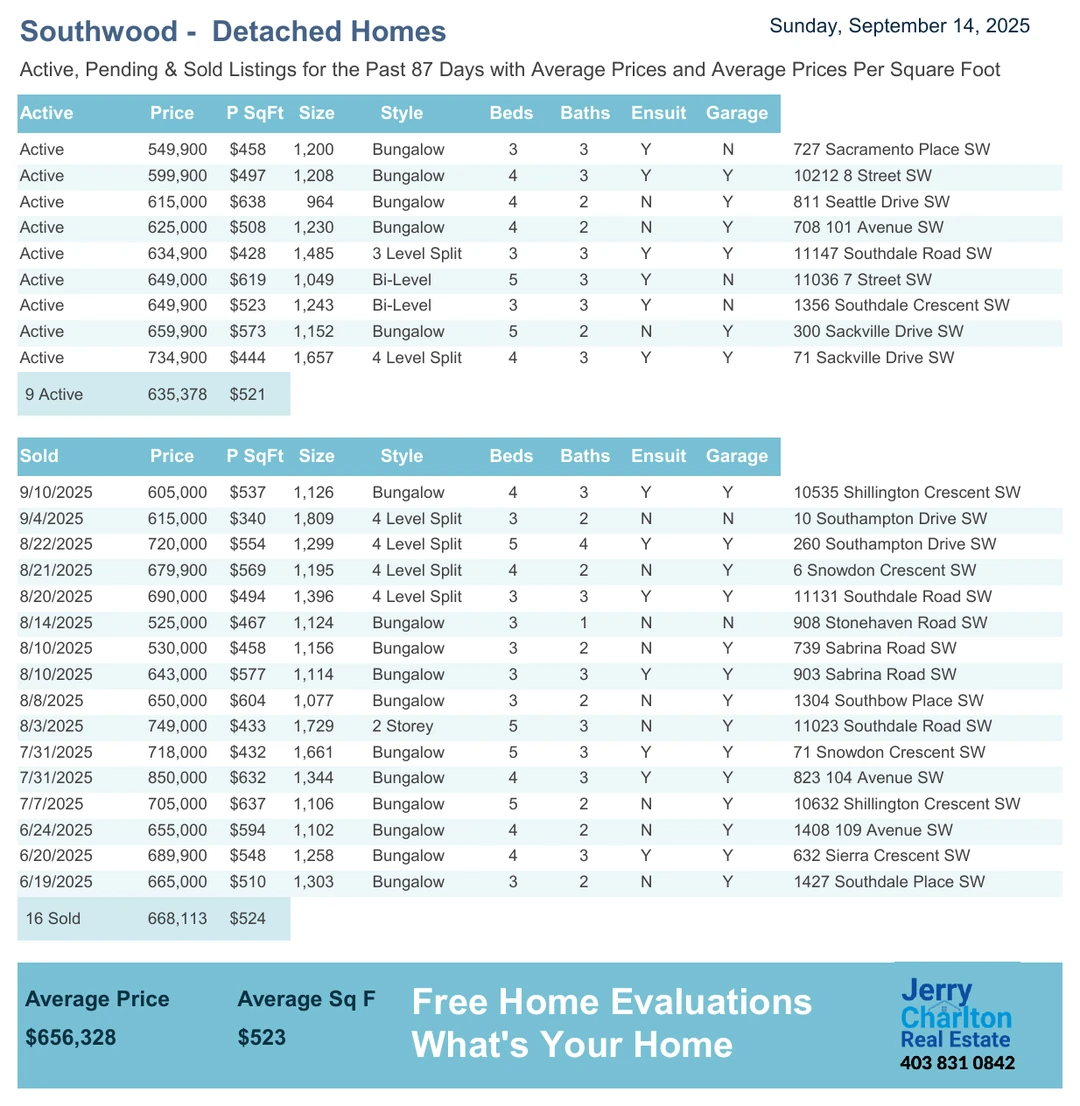 Southwood -  Detached Homes
Sunday, September 14, 2025
Active, Pending & Sold Listings for the Past 87 Days with Average Prices and Average Prices Per Square Foot
Active Price P SqFt Size Style Beds Baths Ensuit Garage
Active 549,900 $458 1,200 Bungalow 3 3 Y N 727 Sacramento Place SW
Active 599,900 $497 1,208 Bungalow 4 3 Y Y 10212 8 Street SW
Active 615,000 $638 964 Bungalow 4 2 N Y 811 Seattle Drive SW
Active 625,000 $508 1,230 Bungalow 4 2 N Y 708 101 Avenue SW
Active 634,900 $428 1,485 3 Level Split 3 3 Y Y 11147 Southdale Road SW
Active 649,000 $619 1,049 Bi-Level 5 3 Y N 11036 7 Street SW
Active 649,900 $523 1,243 Bi-Level 3 3 Y N 1356 Southdale Crescent SW
Active 659,900 $573 1,152 Bungalow 5 2 N Y 300 Sackville Drive SW
Active 734,900 $444 1,657 4 Level Split 4 3 Y Y 71 Sackville Drive SW
9 Active 635,378 $521
Sold Price P SqFt Size Style Beds Baths Ensuit Garage
9/10/2025 605,000 $537 1,126 Bungalow 4 3 Y Y 10535 Shillington Crescent SW
9/4/2025 615,000 $340 1,809 4 Level Split 3 2 N N 10 Southampton Drive SW
8/22/2025 720,000 $554 1,299 4 Level Split 5 4 Y Y 260 Southampton Drive SW
8/21/2025 679,900 $569 1,195 4 Level Split 4 2 N Y 6 Snowdon Crescent SW
8/20/2025 690,000 $494 1,396 4 Level Split 3 3 Y Y 11131 Southdale Road SW
8/14/2025 525,000 $467 1,124 Bungalow 3 1 N N 908 Stonehaven Road SW
8/10/2025 530,000 $458 1,156 Bungalow 3 2 N Y 739 Sabrina Road SW
8/10/2025 643,000 $577 1,114 Bungalow 3 3 Y Y 903 Sabrina Road SW
8/8/2025 650,000 $604 1,077 Bungalow 3 2 N Y 1304 Southbow Place SW
8/3/2025 749,000 $433 1,729 2 Storey 5 3 N Y 11023 Southdale Road SW
7/31/2025 718,000 $432 1,661 Bungalow 5 3 Y Y 71 Snowdon Crescent SW
7/31/2025 850,000 $632 1,344 Bungalow 4 3 Y Y 823 104 Avenue SW
7/7/2025 705,000 $637 1,106 Bungalow 5 2 N Y 10632 Shillington Crescent SW
6/24/2025 655,000 $594 1,102 Bungalow 4 2 N Y 1408 109 Avenue SW
6/20/2025 689,900 $548 1,258 Bungalow 4 3 Y Y 632 Sierra Crescent SW
6/19/2025 665,000 $510 1,303 Bungalow 3 2 N Y 1427 Southdale Place SW
16 Sold 668,113 $524
Average Price Average Sq F
$656,328 $523
Free Home Evaluations
What's Your Home
Jerry
Charlton
Real Estate
403 831 0842